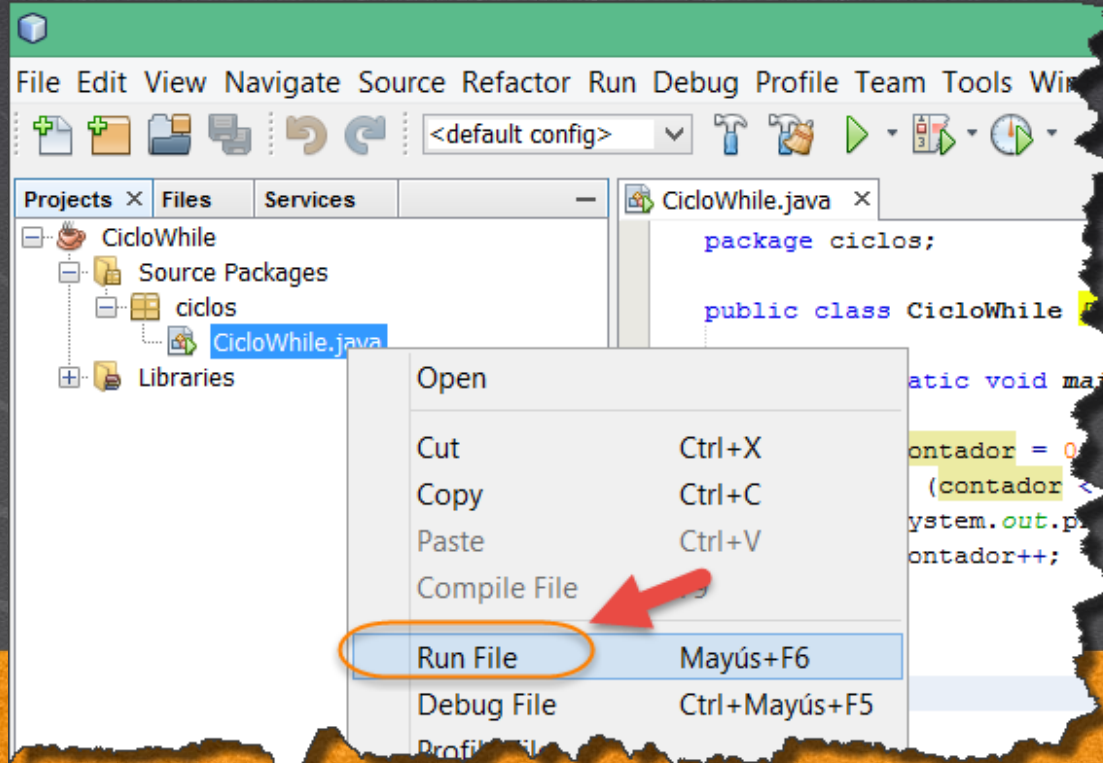 File Edit View Navigate Source Refactor Run Debug Profile Team Tools
<default config>
Projects Files Services
CicloWhile
Source Packages
ciclos
CicloWhile.java
Libraries
CicloWhile.java
package ciclos;
public class CicloWhile
atic void
ontador = 0
(contador <
ystem.out.
ontador++;
Open
Cut Ctrl+X
Copy Ctrl+C
Paste Ctrl+V
Compile File F9
Run File Mayús+F6
Debug File Ctrl+Mayús+F5